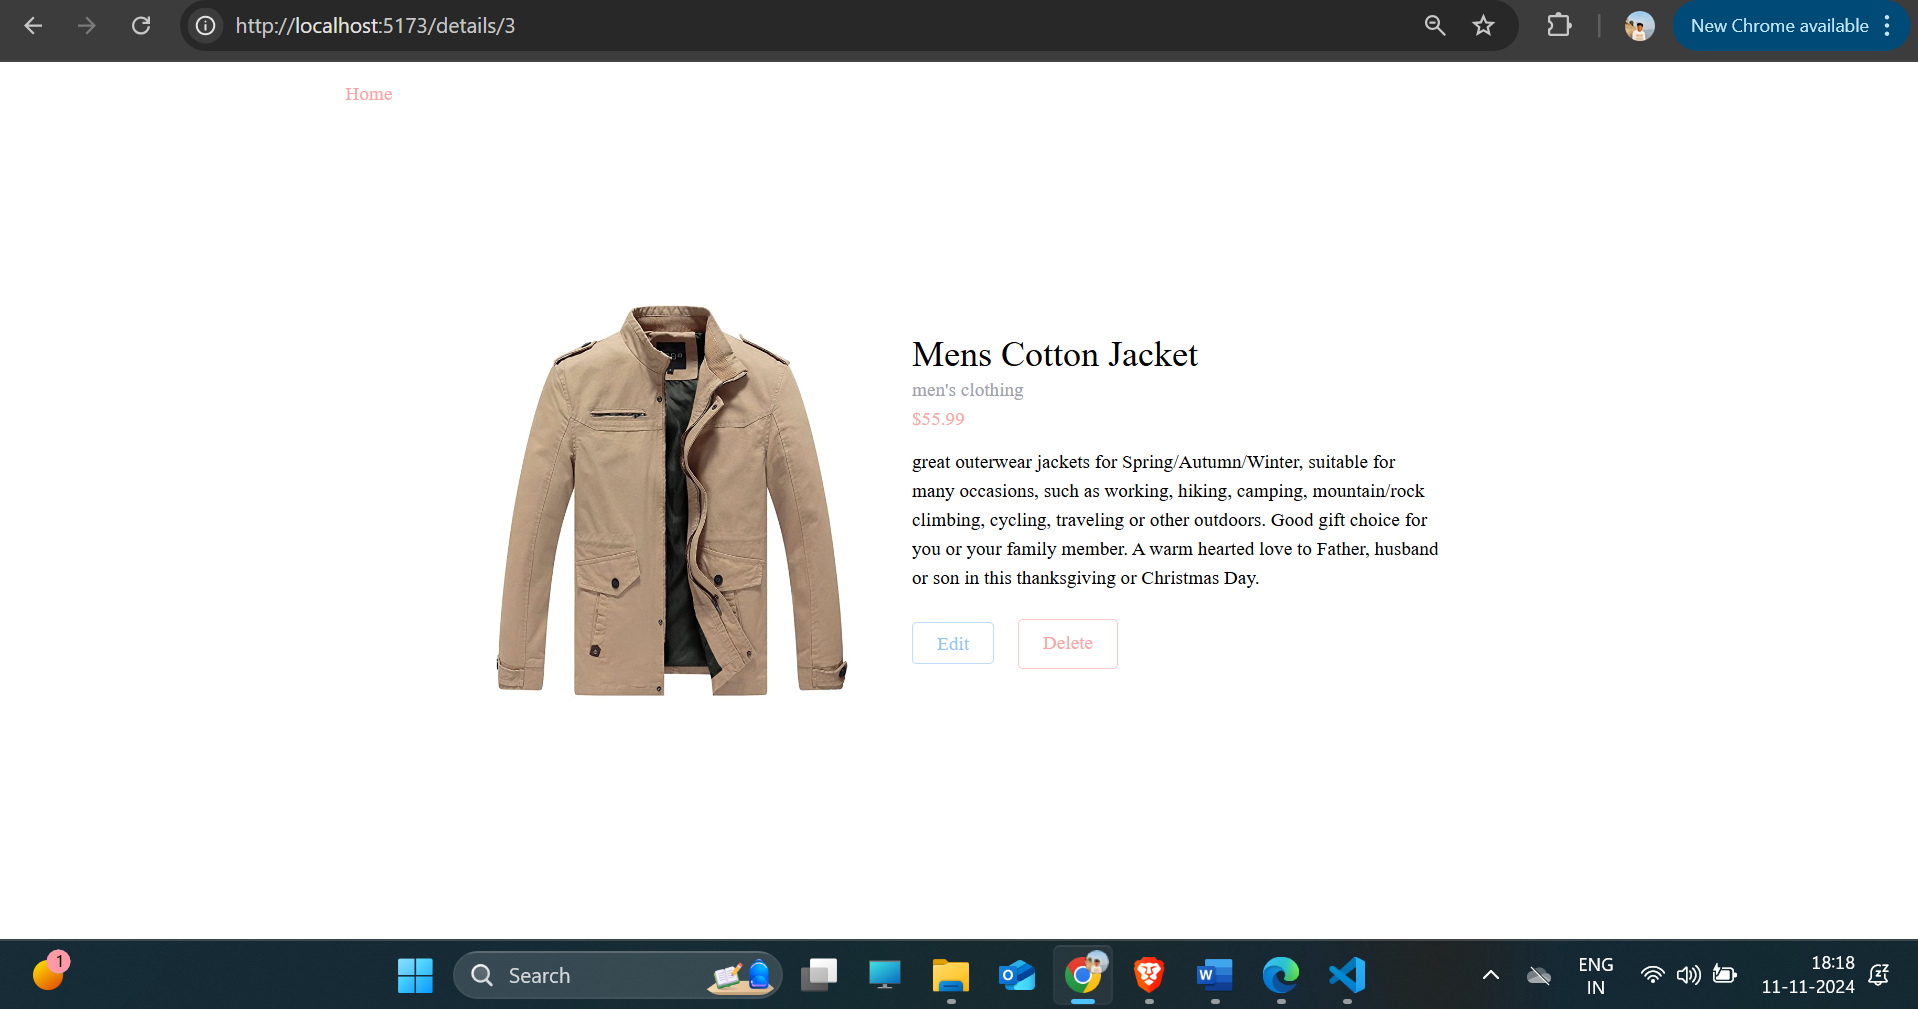 http://localhost:5173/details/3
New Chrome available
Home
Mens Cotton Jacket
men's clothing
$55.99
great outerwear jackets for Spring/Autumn/Winter, suitable for
many occasions, such as working, hiking, camping, mountain/rock
climbing, cycling, traveling or other outdoors. Good gift choice for
you or your family member. A warm hearted love to Father, husband
or son in this thanksgiving or Christmas Day.
Edit
Delete
1
Search
ENG
IN
18:18
11-11-2024